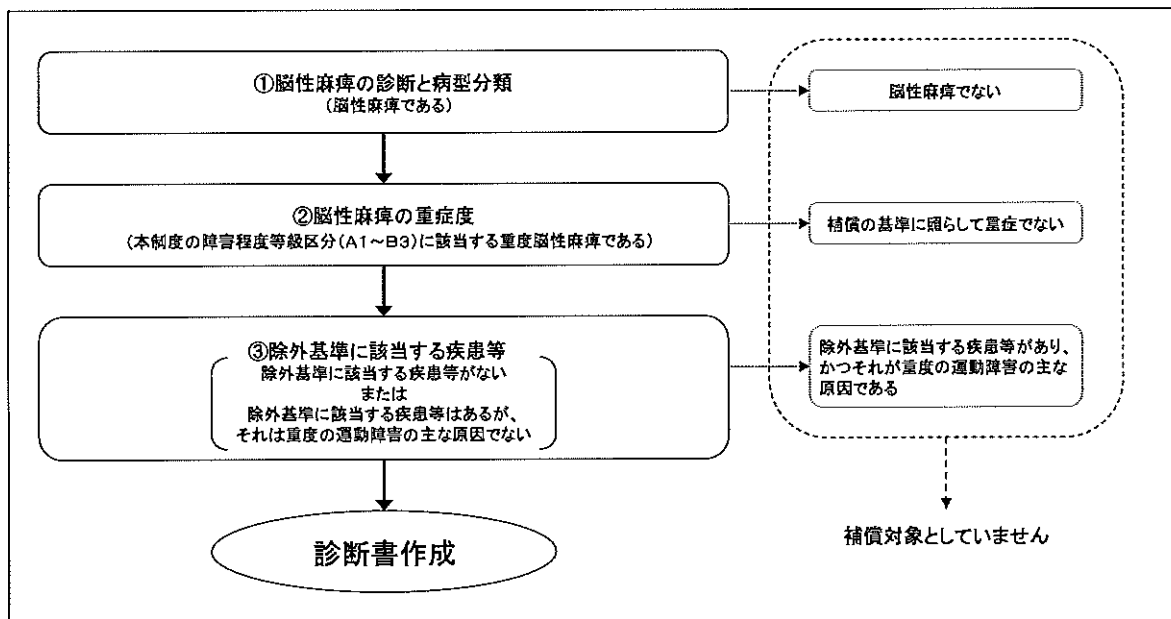 ①脳性麻痺の診断と病型分類
(脳性麻痺である)
脳性麻痺でない
②脳性麻痺の重症度
(本制度の障害程度等級区分(A1~B3)に該当する重度脳性麻痺である)
補償の基準に照らして重症でない
③除外基準に該当する疾患等
除外基準に該当する疾患等がない
または
除外基準に該当する疾患等はあるが、
それは重度の運動障害の主な原因でない
除外基準に該当する疾患等があり、
かつそれが重度の運動障害の主な
原因である
診断書作成
補償対象としていません